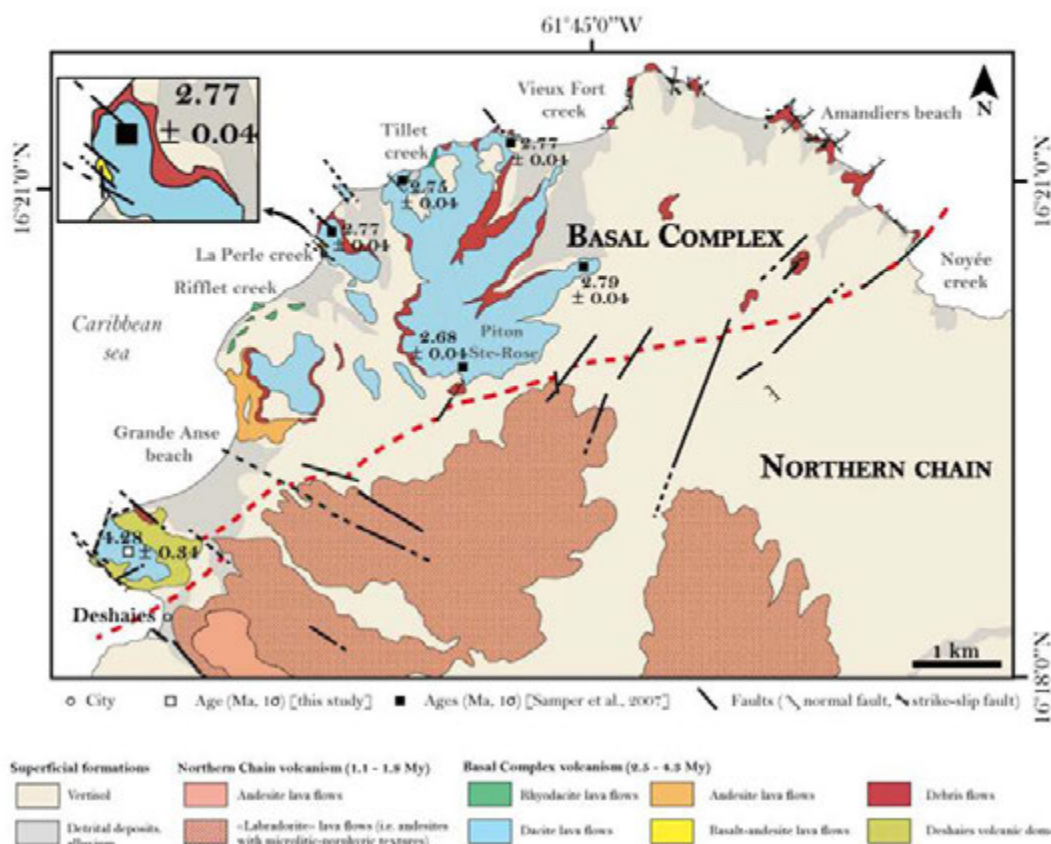 61°45'0"W
2.77
± 0.04
N
Vieux Fort
creek
Amandiers beach
Tillet
creek
2.77
± 0.04
16°21'0"N
16°21'0"N
2.75
± 0.04
2.77
± 0.04
La Perle creek
BASAL COMPLEX
Noyée
creek
Rifflet creek
2.79
± 0.04
Caribbean
sea
2.68
± 0.04
Piton
Ste-Rose
Grande Anse
beach
NORTHERN CHAIN
4.28
± 0.34
Deshaies
1 km
16°18'0"N
City
Age (Ma, 1σ) [this study]
Ages (Ma, 1σ) [Samper et al., 2007]
Faults ( normal fault, strike-slip fault)
Superficial formations
Northern Chain volcanism (1.1 - 1.8 My)
Basal Complex volcanism (2.5 - 4.3 My)
Vertisol
Andesite lava flows
Rhyodacite lava flows
Andesite lava flows
Debris flows
Detrital deposits,
«Labradorite» lava flows (i.e. andesites
with microlitic-porphyric textures)
Dacite lava flows
Basalt-andesite lava flows
Deshaies volcanic dome